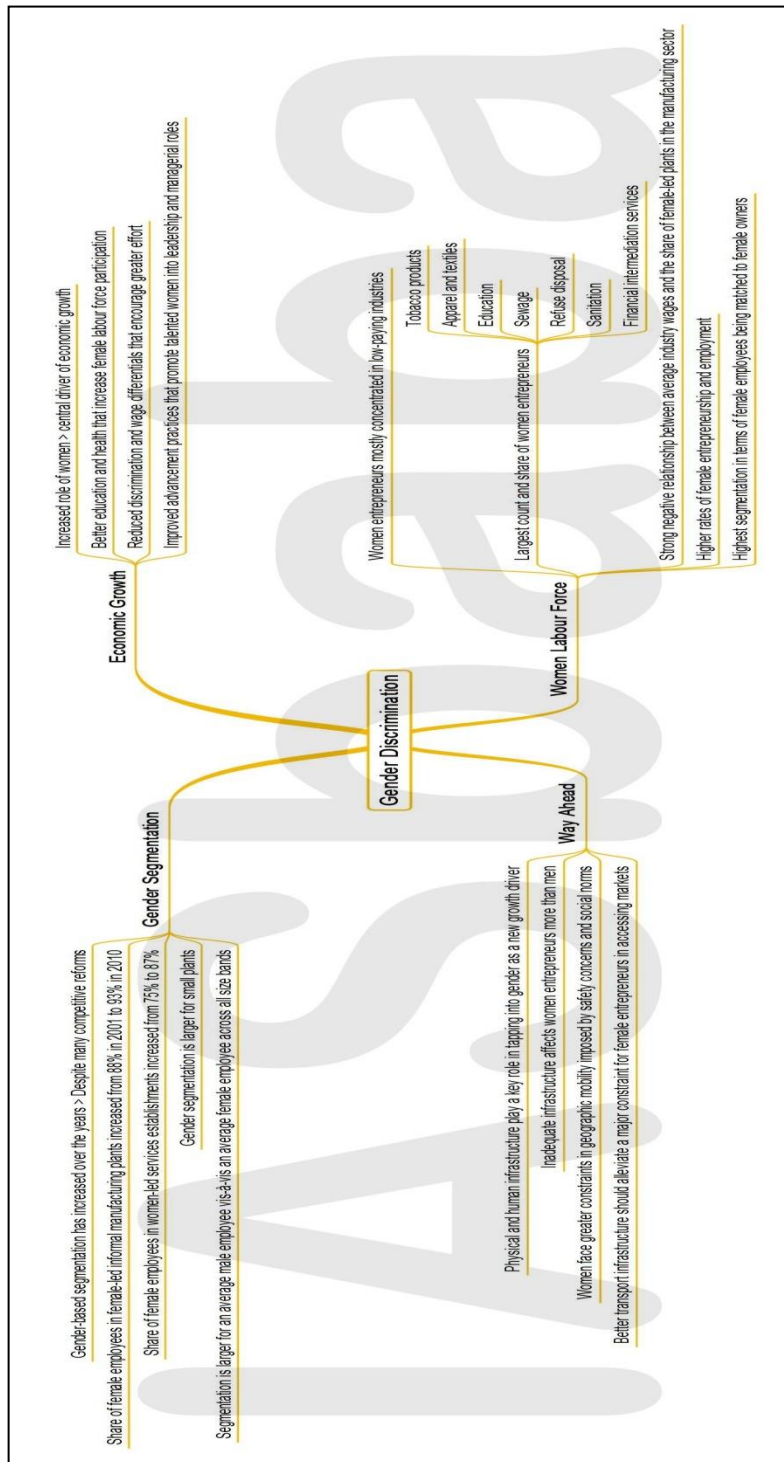 Gender Discrimination
Economic Growth
Increased role of women > central driver of economic growth
Better education and health that increase female labour force participation
Reduced discrimination and wage differentials that encourage greater effort
Improved advancement practices that promote talented women into leadership and managerial roles
Women Labour Force
Women entrepreneurs mostly concentrated in low-paying industries
Largest count and share of women entrepreneurs
Tobacco products
Apparel and textiles
Education
Sewage
Refuse disposal
Sanitation
Financial intermediation services
Strong negative relationship between average industry wages and the share of female-led plants in the manufacturing sector
Higher rates of female entrepreneurship and employment
Highest segmentation in terms of female employees being matched to female owners
Gender Segmentation
Gender-based segmentation has increased over the years > Despite many competitive reforms
Share of female employees in female-led informal manufacturing plants increased from 88% in 2001 to 93% in 2010
Share of female employees in women-led services establishments increased from 75% to 87%
Gender segmentation is larger for small plants
Segmentation is larger for an average male employee vis-à-vis an average female employee across all size bands
Way Ahead
Physical and human infrastructure play a key role in tapping into gender as a new growth driver
Inadequate infrastructure affects women entrepreneurs more than men
Women face greater constraints in geographic mobility imposed by safety concerns and social norms
Better transport infrastructure should alleviate a major constraint for female entrepreneurs in accessing markets
IASbaba